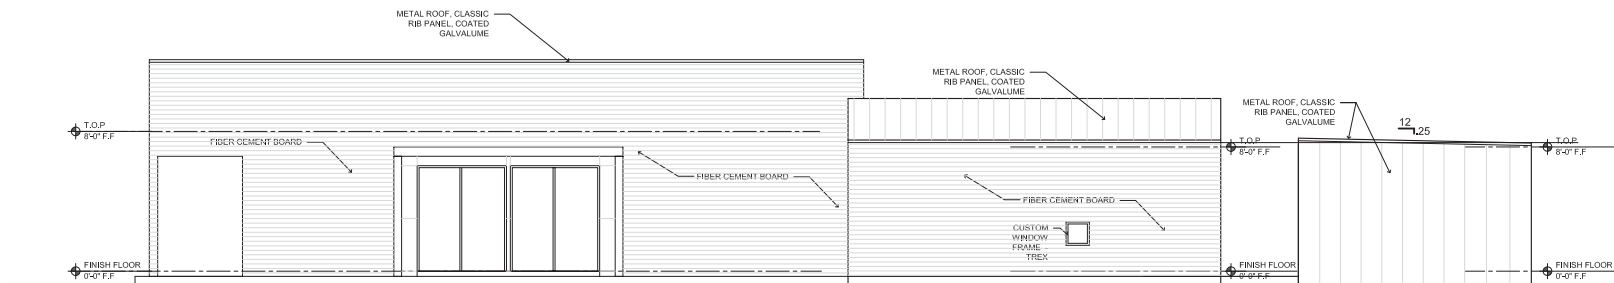 METAL ROOF, CLASSIC
RIB PANEL, COATED
GALVALUME
METAL ROOF, CLASSIC
RIB PANEL, COATED
GALVALUME
METAL ROOF, CLASSIC
RIB PANEL, COATED
GALVALUME
12
.25
T.O.P
8'-0" F.F
FIBER CEMENT BOARD
FIBER CEMENT BOARD
T.O.P
8'-0" F.F
T.O.P
8'-0" F.F
FIBER CEMENT BOARD
CUSTOM
WINDOW
FRAME -
TREX
FINISH FLOOR
0'-0" F.F
FINISH FLOOR
0'-0" F.F
FINISH FLOOR
0'-0" F.F